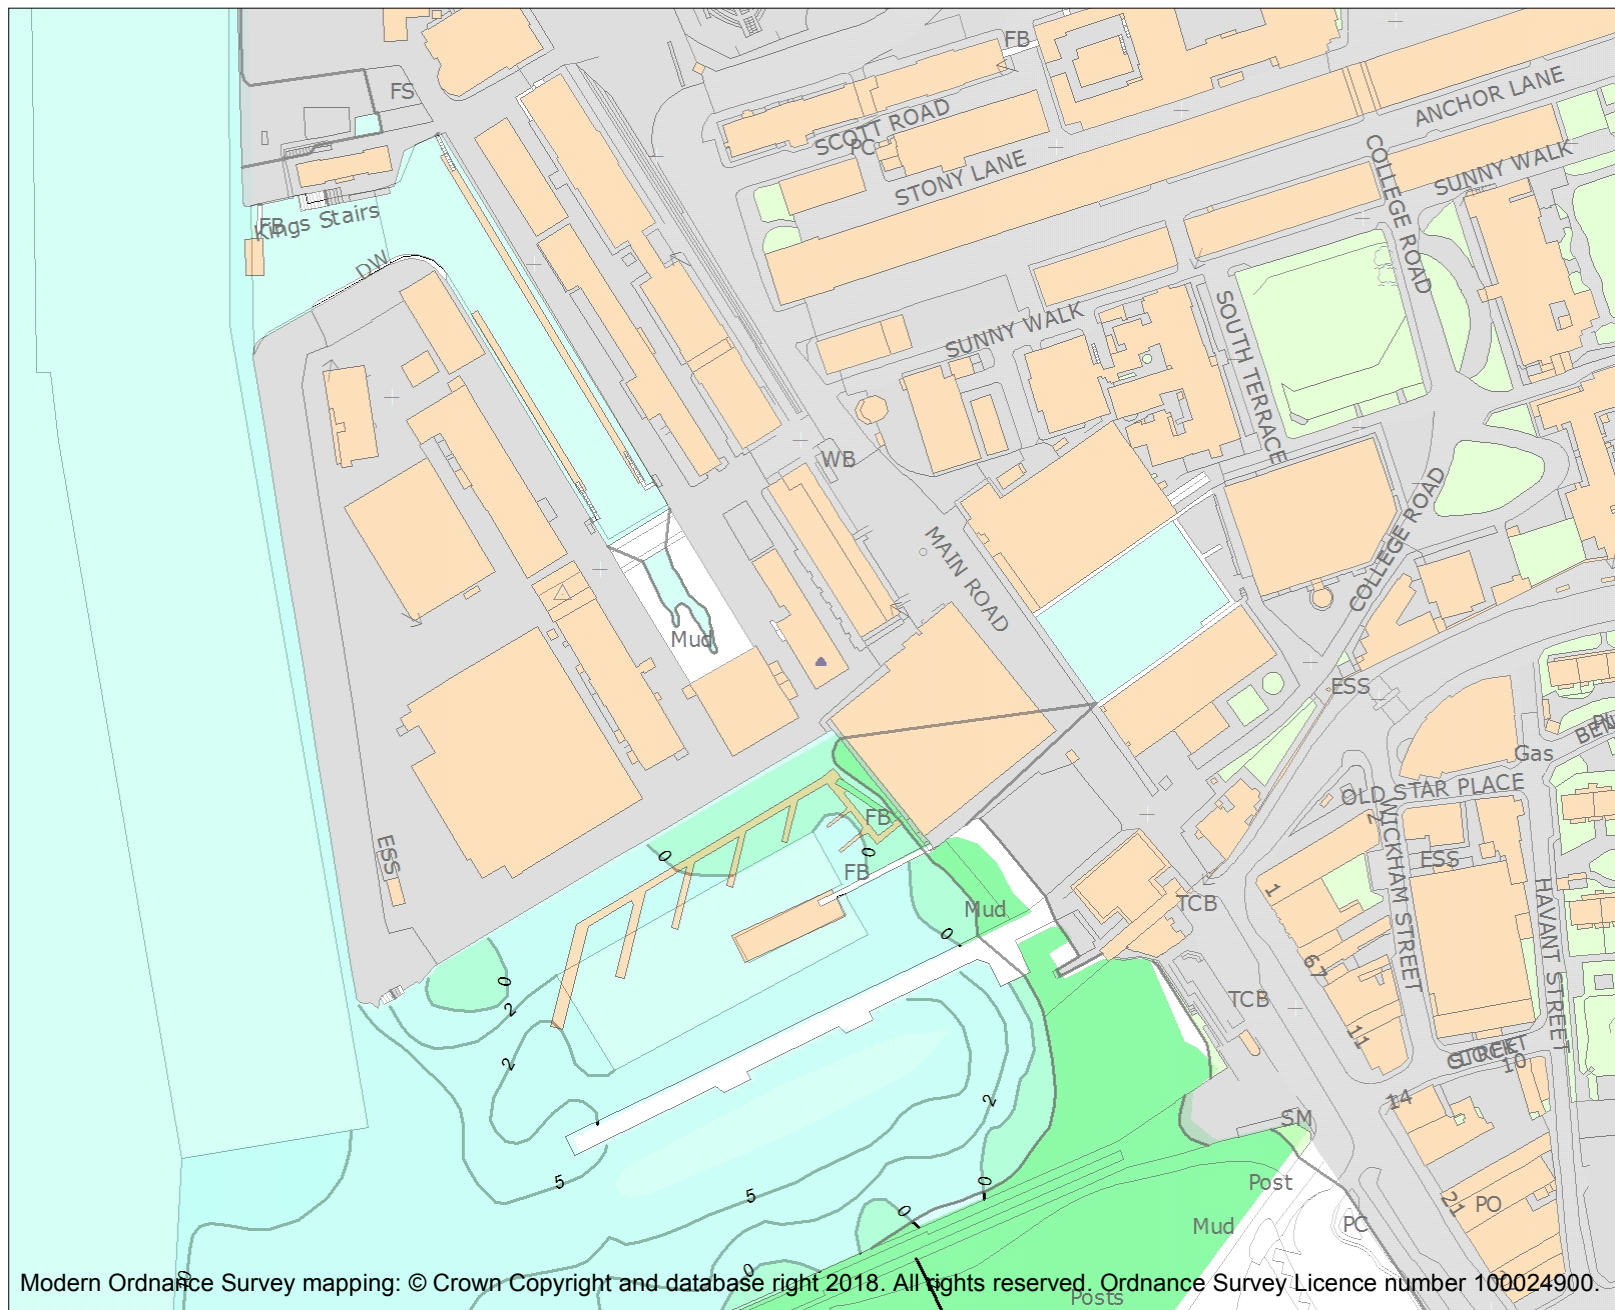 FB
FS
ANCHOR LANE
SCOTT ROAD
PC
STONY LANE
COLLEGE ROAD
SUNNY WALK
FB
Kings Stairs
DW
SOUTH TERRACE
SUNNY WALK
WB
MAIN ROAD
COLLEGE ROAD
Mud
ESS
Gas
OLD STAR PLACE
2
WICKHAM STREET
FB
0
0
FB
ESS
ESS
1
TCB
HAVANT STREET
Mud
0
67
0
2
TCB
11
2
STREET
10
2
14
SM
5
5
0
Post
21
PO
0
Mud
PC
0
Modern Ordnance Survey mapping: © Crown Copyright and database right 2018. All rights reserved. Ordnance Survey Licence number 100024900.
Posts